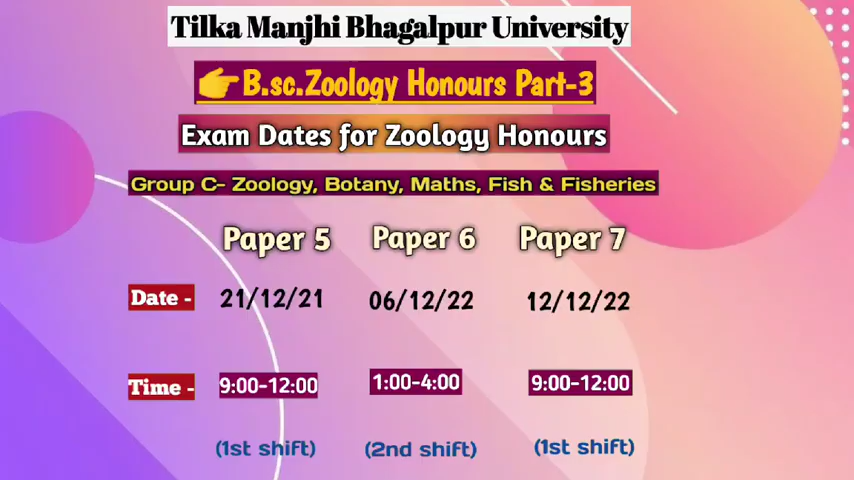 Tilka Manjhi Bhagalpur University
👉B.sc.Zoology Honours Part-3
Exam Dates for Zoology Honours
Group C- Zoology, Botany, Maths, Fish & Fisheries
Paper 5 Paper 6 Paper 7
Date - 21/12/21 06/12/22 12/12/22
Time - 9:00-12:00 1:00-4:00 9:00-12:00
(1st shift) (2nd shift) (1st shift)